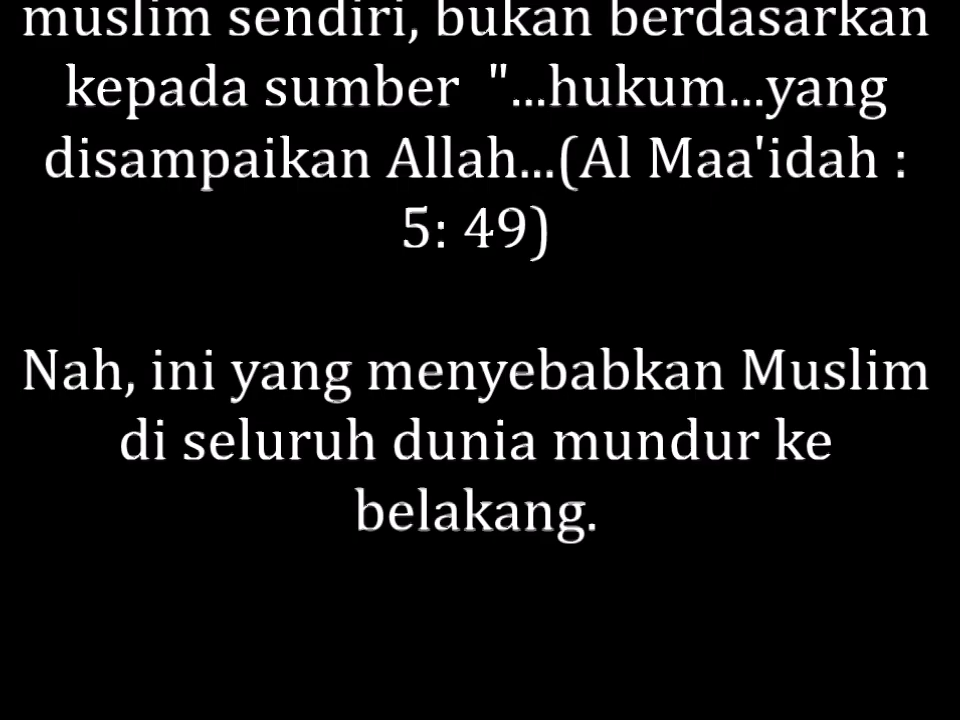 muslim sendiri, bukan berdasarkan
kepada sumber  "...hukum...yang
disampaikan Allah...(Al Maa'idah :
5: 49)
Nah, ini yang menyebabkan Muslim
di seluruh dunia mundur ke
belakang.